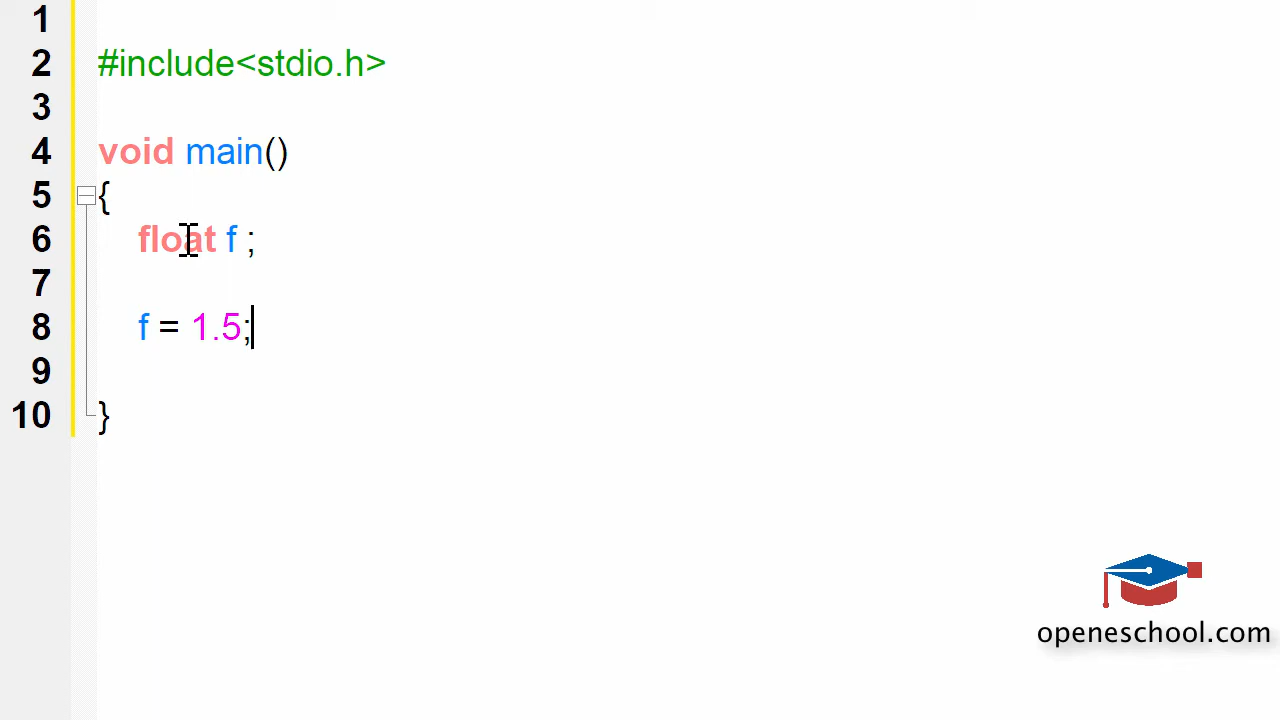 1
2 #include<stdio.h>
3
4 void main()
5 {
6 float f ;
7
8 f = 1.5;
9
10 }
openeschool.com